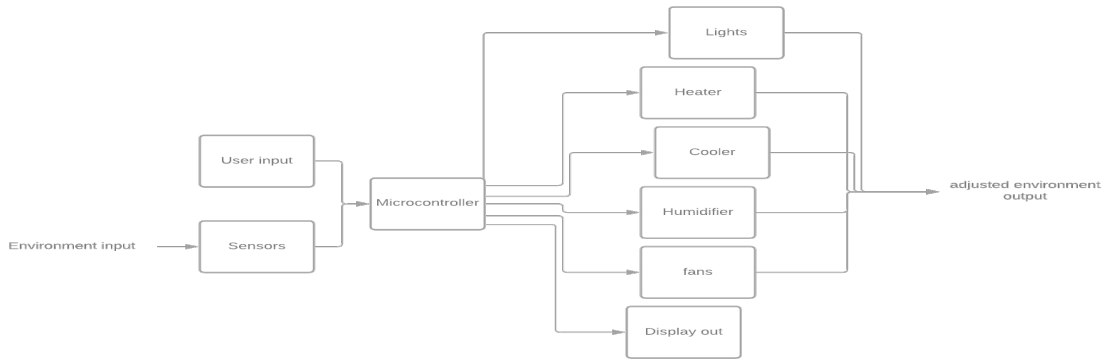 Lights
Heater
Cooler
User input
Microcontroller
adjusted environment
output
Humidifier
Environment input
Sensors
fans
Display out